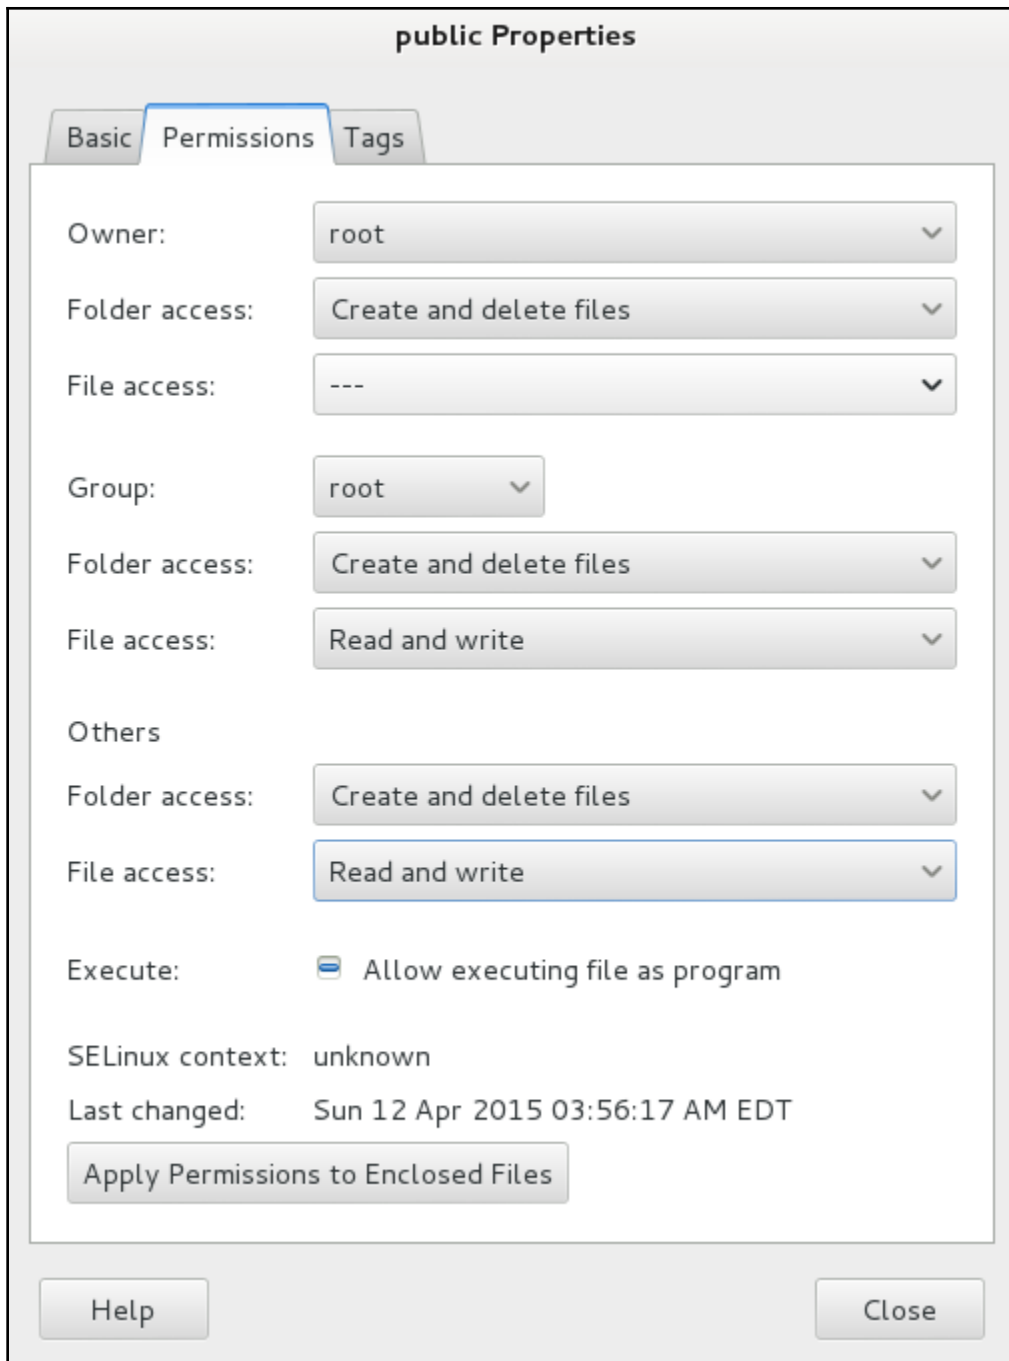 public Properties
Basic Permissions Tags
Owner: root
Folder access: Create and delete files
File access: ---
Group: root
Folder access: Create and delete files
File access: Read and write
Others
Folder access: Create and delete files
File access: Read and write
Execute: Allow executing file as program
SELinux context: unknown
Last changed: Sun 12 Apr 2015 03:56:17 AM EDT
Apply Permissions to Enclosed Files
Help Close